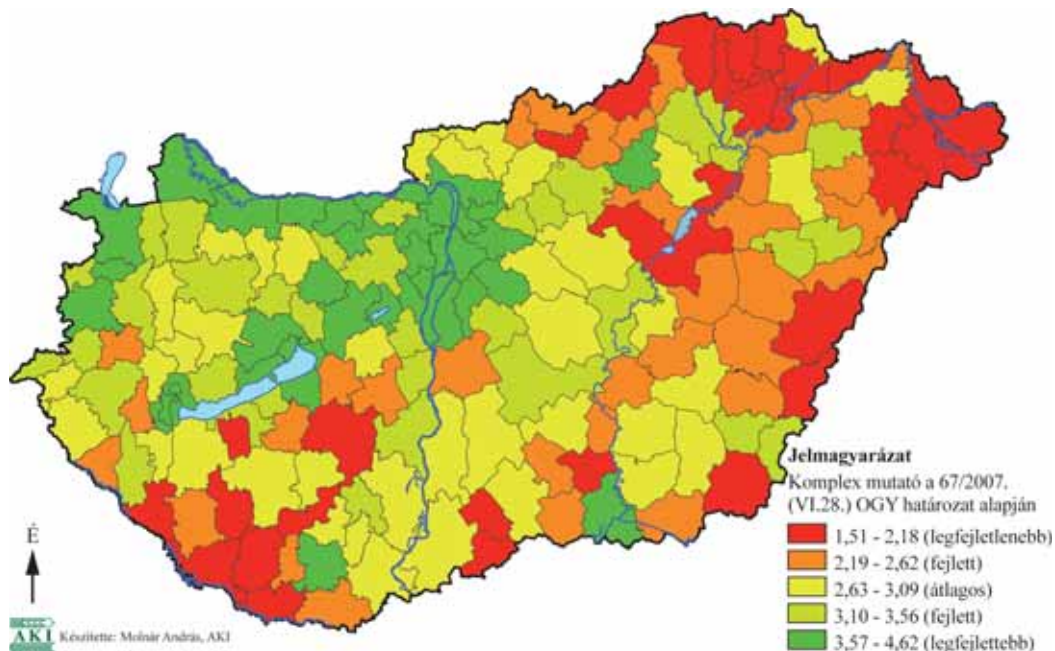 Jelmagyarázat
Komplex mutató a 67/2007.
(VI.28.) OGY határozat alapján
1,51 - 2,18 (legfejletlenebb)
2,19 - 2,62 (fejlett)
2,63 - 3,09 (átlagos)
3,10 - 3,56 (fejlett)
3,57 - 4,62 (legfejlettebb)
É
AKI Készítette: Molnár András, AKI